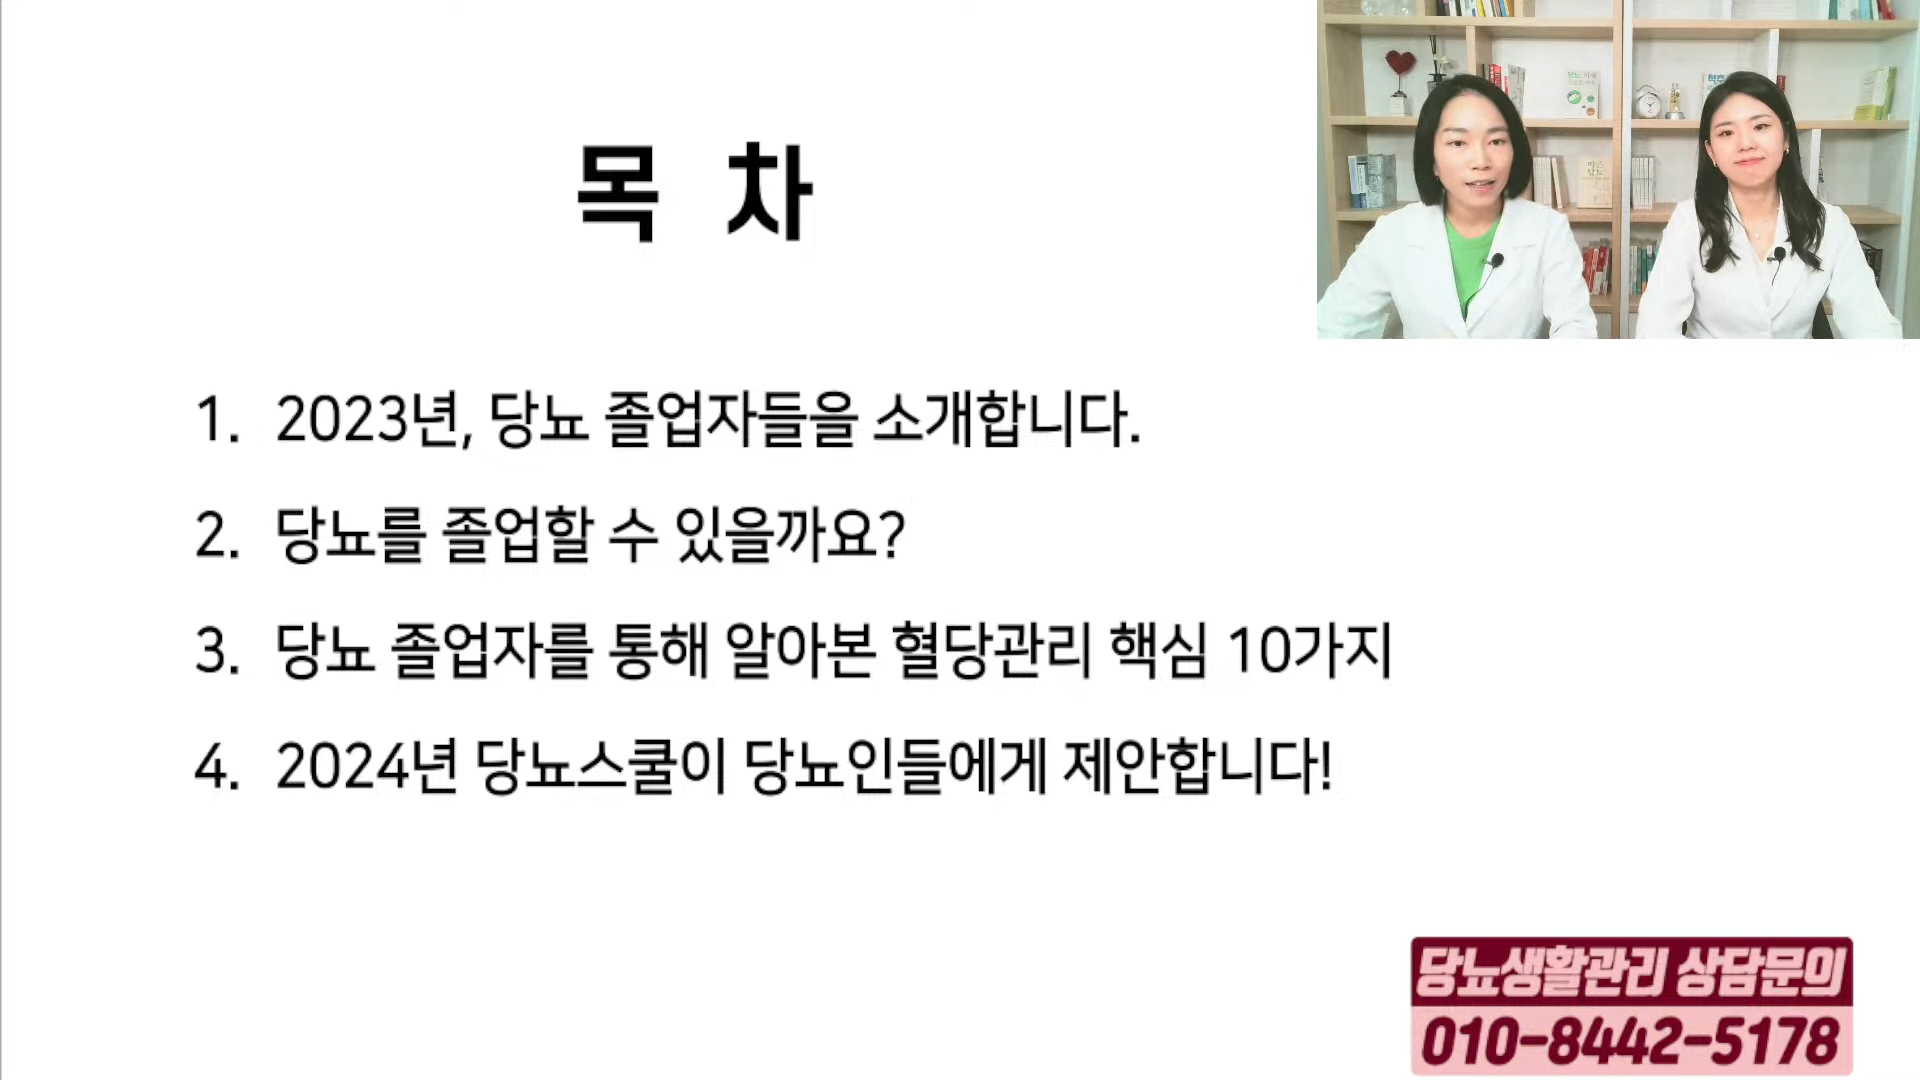 목 차
1. 2023년, 당뇨 졸업자들을 소개합니다.
2. 당뇨를 졸업할 수 있을까요?
3. 당뇨 졸업자를 통해 알아본 혈당관리 핵심 10가지
4. 2024년 당뇨스쿨이 당뇨인들에게 제안합니다!
당뇨생활관리 상담문의
010-8442-5178